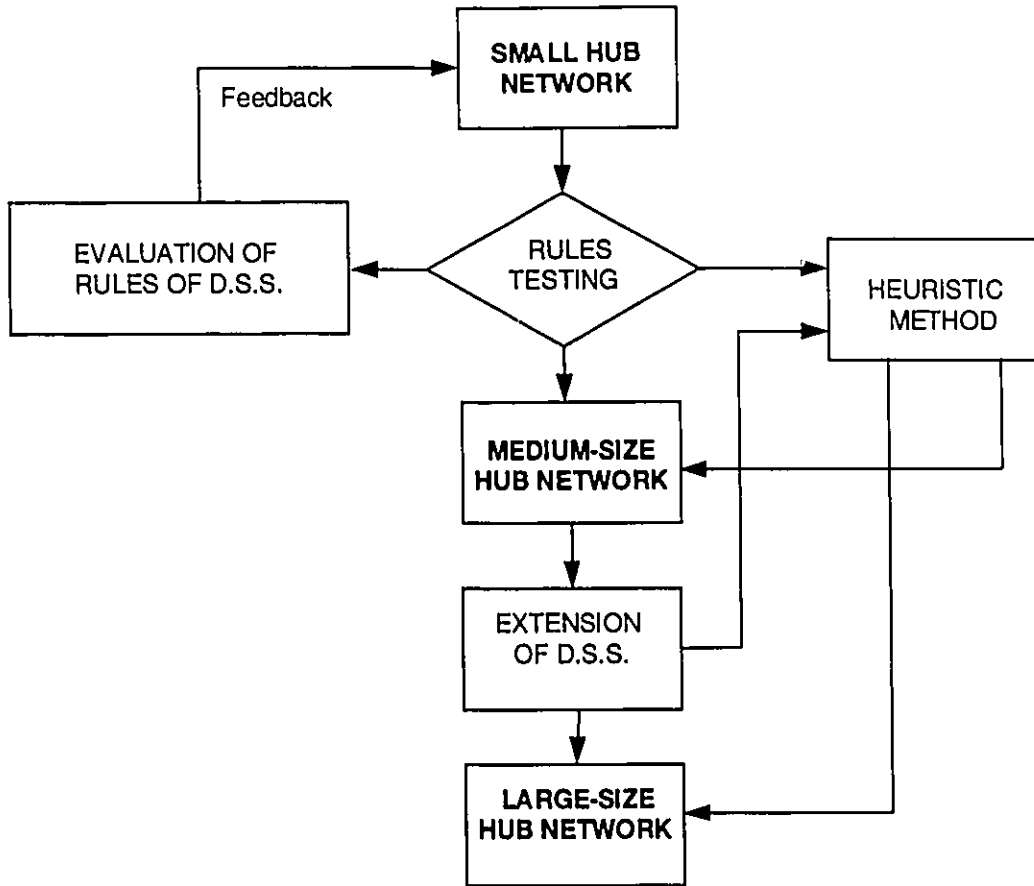 SMALL HUB
NETWORK
Feedback
EVALUATION OF
RULES OF D.S.S.
RULES
TESTING
HEURISTIC
METHOD
MEDIUM-SIZE
HUB NETWORK
EXTENSION
OF D.S.S.
LARGE-SIZE
HUB NETWORK